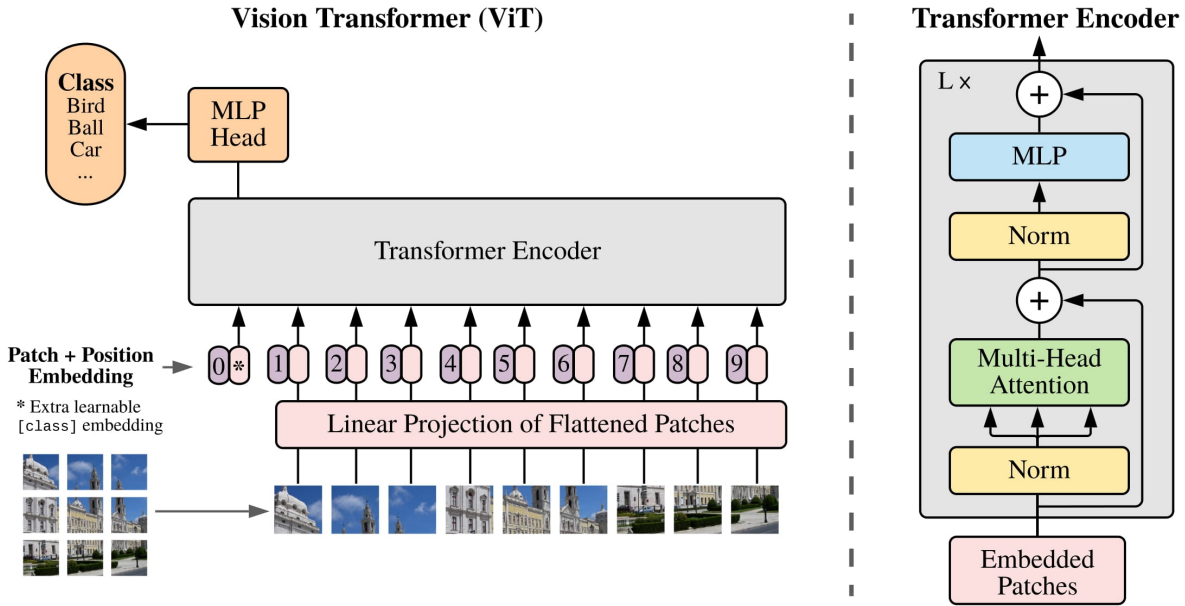 Vision Transformer (ViT)
Class
Bird
Ball
Car
...
MLP
Head
Transformer Encoder
Patch + Position
Embedding
* Extra learnable
[class] embedding
0 * 1 2 3 4 5 6 7 8 9
Linear Projection of Flattened Patches
Transformer Encoder
L ×
+
MLP
Norm
+
Multi-Head
Attention
Norm
Embedded
Patches